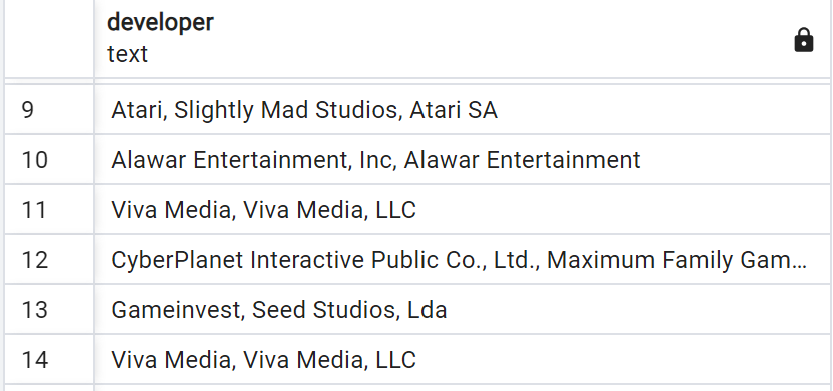 developer
text
9 Atari, Slightly Mad Studios, Atari SA
10 Alawar Entertainment, Inc, Alawar Entertainment
11 Viva Media, Viva Media, LLC
12 CyberPlanet Interactive Public Co., Ltd., Maximum Family Gam...
13 Gameinvest, Seed Studios, Lda
14 Viva Media, Viva Media, LLC